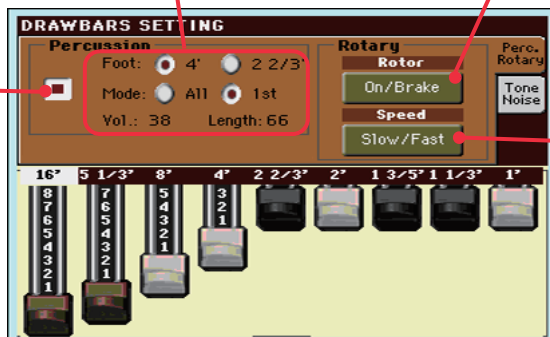 DRAWBARS SETTING
Percussion
Foot: 4' 2 2/3'
Mode: All 1st
Vol.: 38 Length: 66
Rotary
Rotor
On/Brake
Speed
Slow/Fast
Perc.
Rotary
Tone
Noise
16' 5 1/3' 8' 4' 2 2/3' 2' 1 3/5' 1 1/3' 1'
8 7 5 3
7 6 4 2
6 5 3 1
5 4 2
4 3 1
3 2
2 1
1